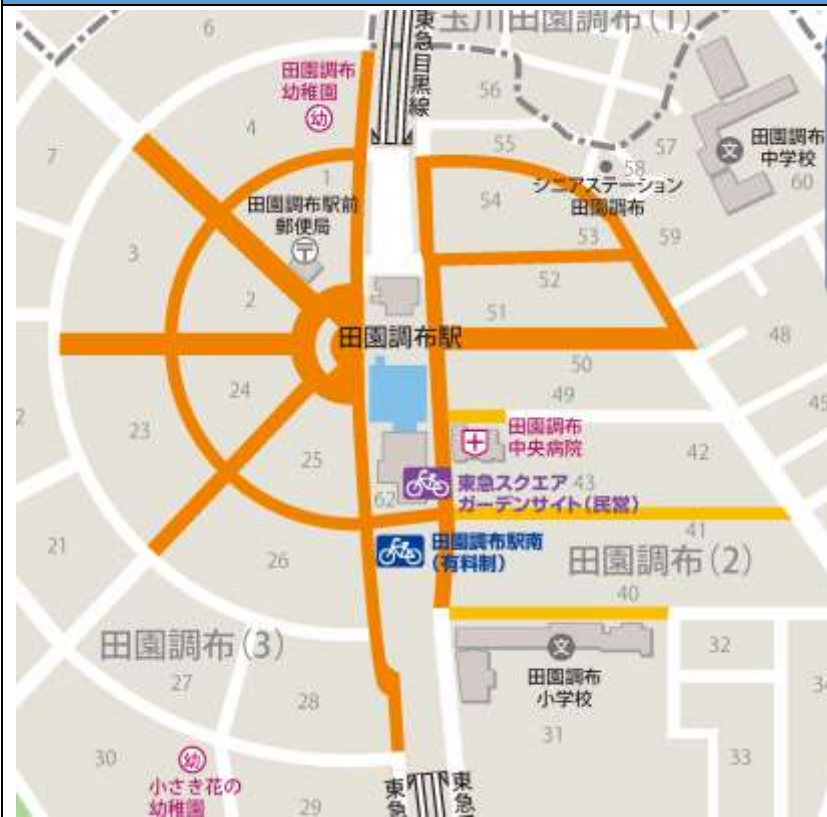 玉川田園調布(1)
東急目黒線
6
田園調布
幼稚園
幼
56
4
55
57
文
田園調布
中学校
7
58
60
シニアステーション
田園調布
1
54
田園調布駅前
郵便局
〒
53
59
3
52
2
51
田園調布駅
48
50
24
49
45
2
23
田園調布
中央病院
42
25
東急スクエア
ガーデンサイト(民営)
43
62
41
21
26
田園調布駅南
(有料制)
田園調布(2)
40
田園調布(3)
文
32
27
田園調布
小学校
34
28
31
30
33
幼
小さき花の
幼稚園
29
東急
東急